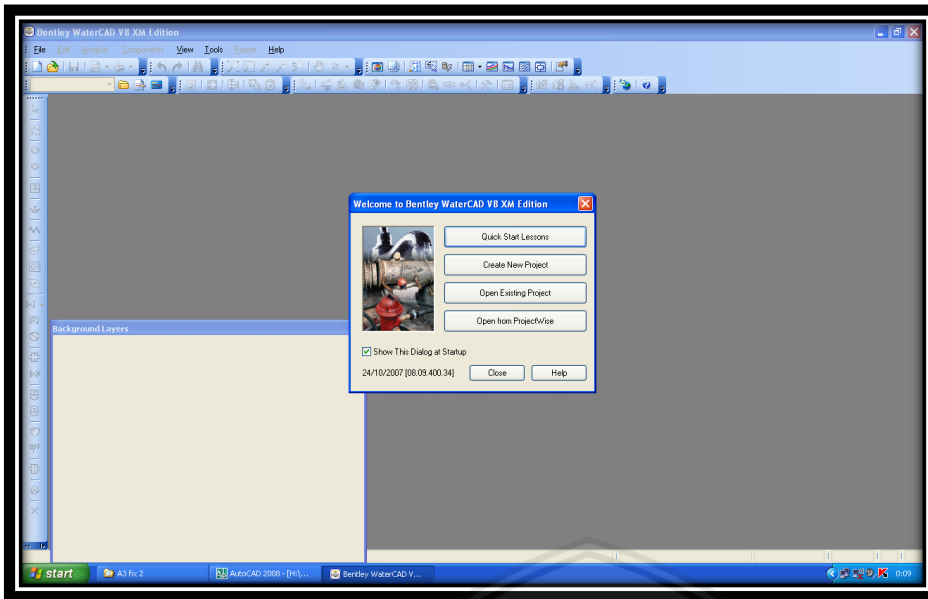 Bentley WaterCAD V8 XM Edition
File Edit Analysis Components View Tools Report Help
Welcome to Bentley WaterCAD V8 XM Edition
Quick Start Lessons
Create New Project
Open Existing Project
Open from ProjectWise
Show This Dialog at Startup
24/10/2007 [08.09.400.34] Close Help
Background Layers
start A3 fix 2 AutoCAD 2008 - [H:\... Bentley WaterCAD V... 0:09